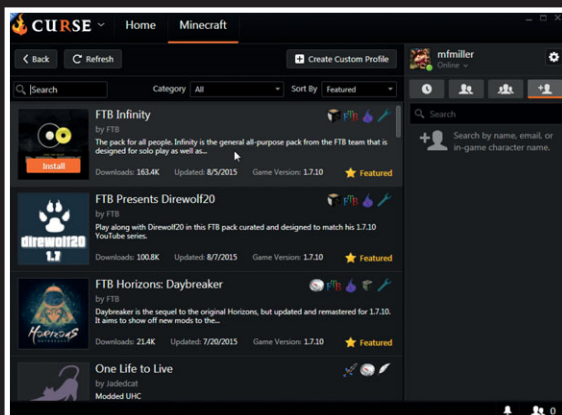 CURSE
Home
Minecraft
Back
Refresh
Create Custom Profile
Search
Category
All
Sort By
Featured
FTB Infinity
by FTB
The pack for all people. Infinity is the general all-purpose pack from the FTB team that is
designed for solo play as well as...
Install
Downloads: 163.4K
Updated: 8/5/2015
Game Version: 1.7.10
Featured
FTB Presents Direwolf20
by FTB
Play along with Direwolf20 in this FTB pack curated and designed to match his 1.7.10
YouTube series.
direwolf20
1.7
Downloads: 100.8K
Updated: 8/7/2015
Game Version: 1.7.10
Featured
FTB Horizons: Daybreaker
by FTB
Daybreaker is the sequel to the original Horizons, but updated and remastered for 1.7.10.
It aims to show off new mods to the...
HORIZONS
Downloads: 21.4K
Updated: 7/20/2015
Game Version: 1.7.10
Featured
One Life to Live
by Jadedcat
Modded UHC
mfmiller
Online
Search
Search by name, email, or
in-game character name.
0